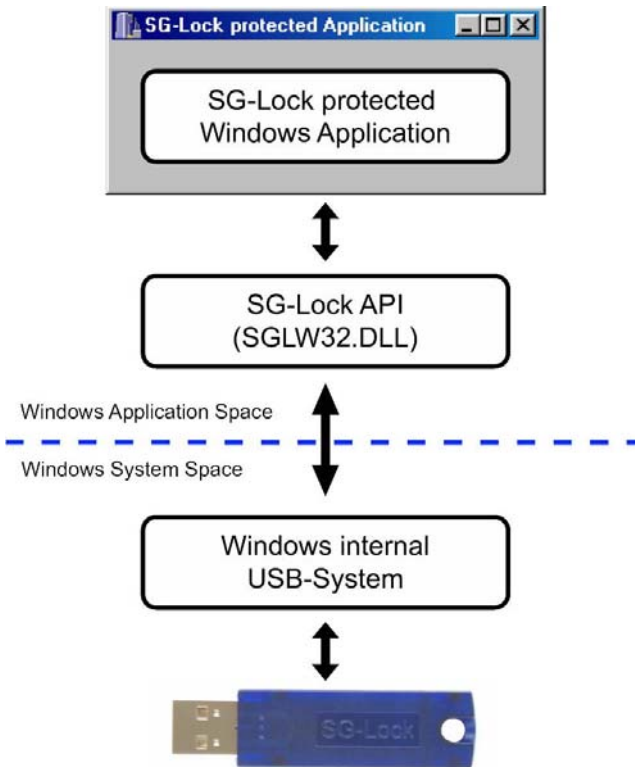 SG-Lock protected Application
SG-Lock protected
Windows Application
SG-Lock API
(SGLW32.DLL)
Windows Application Space
Windows System Space
Windows internal
USB-System
SG-Lock